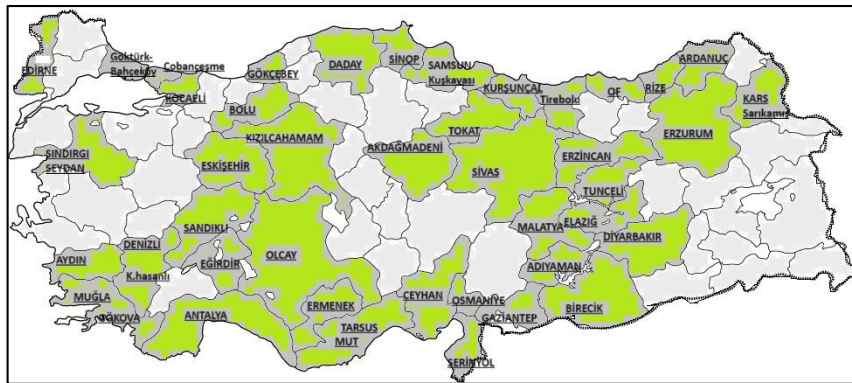 Göktürk-
Bahçeköy
Çobançeşme
EDİRNE
KOCAELİ
GÖKÇEBEY
BOLU
DADAY
SİNOP
SAMSUN
Kuşkayası
KURŞUNÇAL
Tirebolu
OF
RİZE
ARDANUÇ
KARS
Sarıkamış
KIZILCAHAMAM
TOKAT
AKDAĞMADENİ
SİVAS
ERZİNCAN
ERZURUM
SINDIRGI
SEYDAN
ESKİŞEHİR
TUNCELİ
SANDIKLI
MALATYA
ELAZIĞ
DİYARBAKIR
AYDIN
DENİZLİ
K.hasanlı
EĞİRDİR
OLCAY
ADIYAMAN
MUĞLA
GÖKOVA
ANTALYA
ERMENEK
TARSUS
MUT
CEYHAN
OSMANİYE
GAZİANTEP
BİRECİK
SERİNYOL